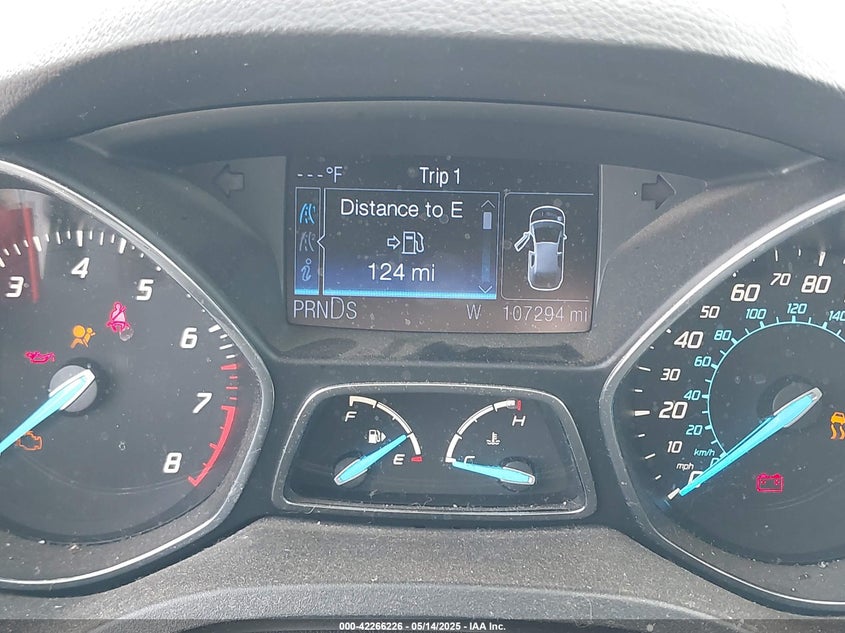 ---°F Trip 1
Distance to E
124 mi
PRNDS W 107294 mi
3 4 5 6 7 8
F E
C H
mph 0 10 20 30 40 50 60 70 80
km/h 0 20 40 60 80 100 120 140
000-42266226 - 05/14/2025 - IAA Inc.